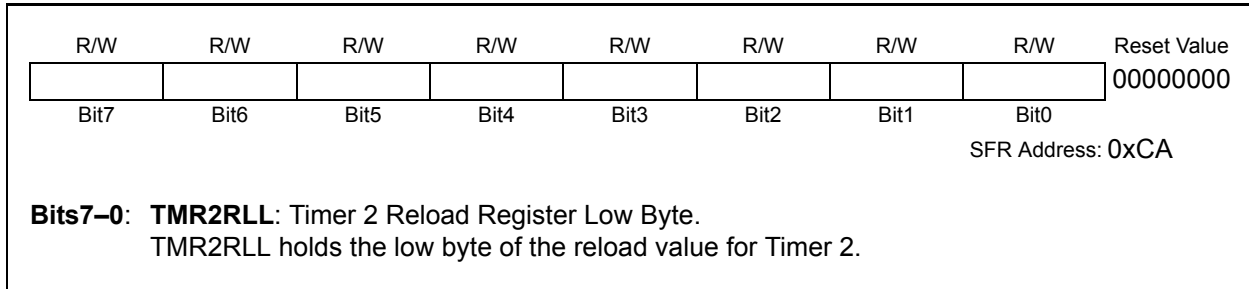 R/W R/W R/W R/W R/W R/W R/W R/W Reset Value
00000000
Bit7 Bit6 Bit5 Bit4 Bit3 Bit2 Bit1 Bit0
SFR Address: 0xCA
Bits7–0: TMR2RLL: Timer 2 Reload Register Low Byte.
TMR2RLL holds the low byte of the reload value for Timer 2.